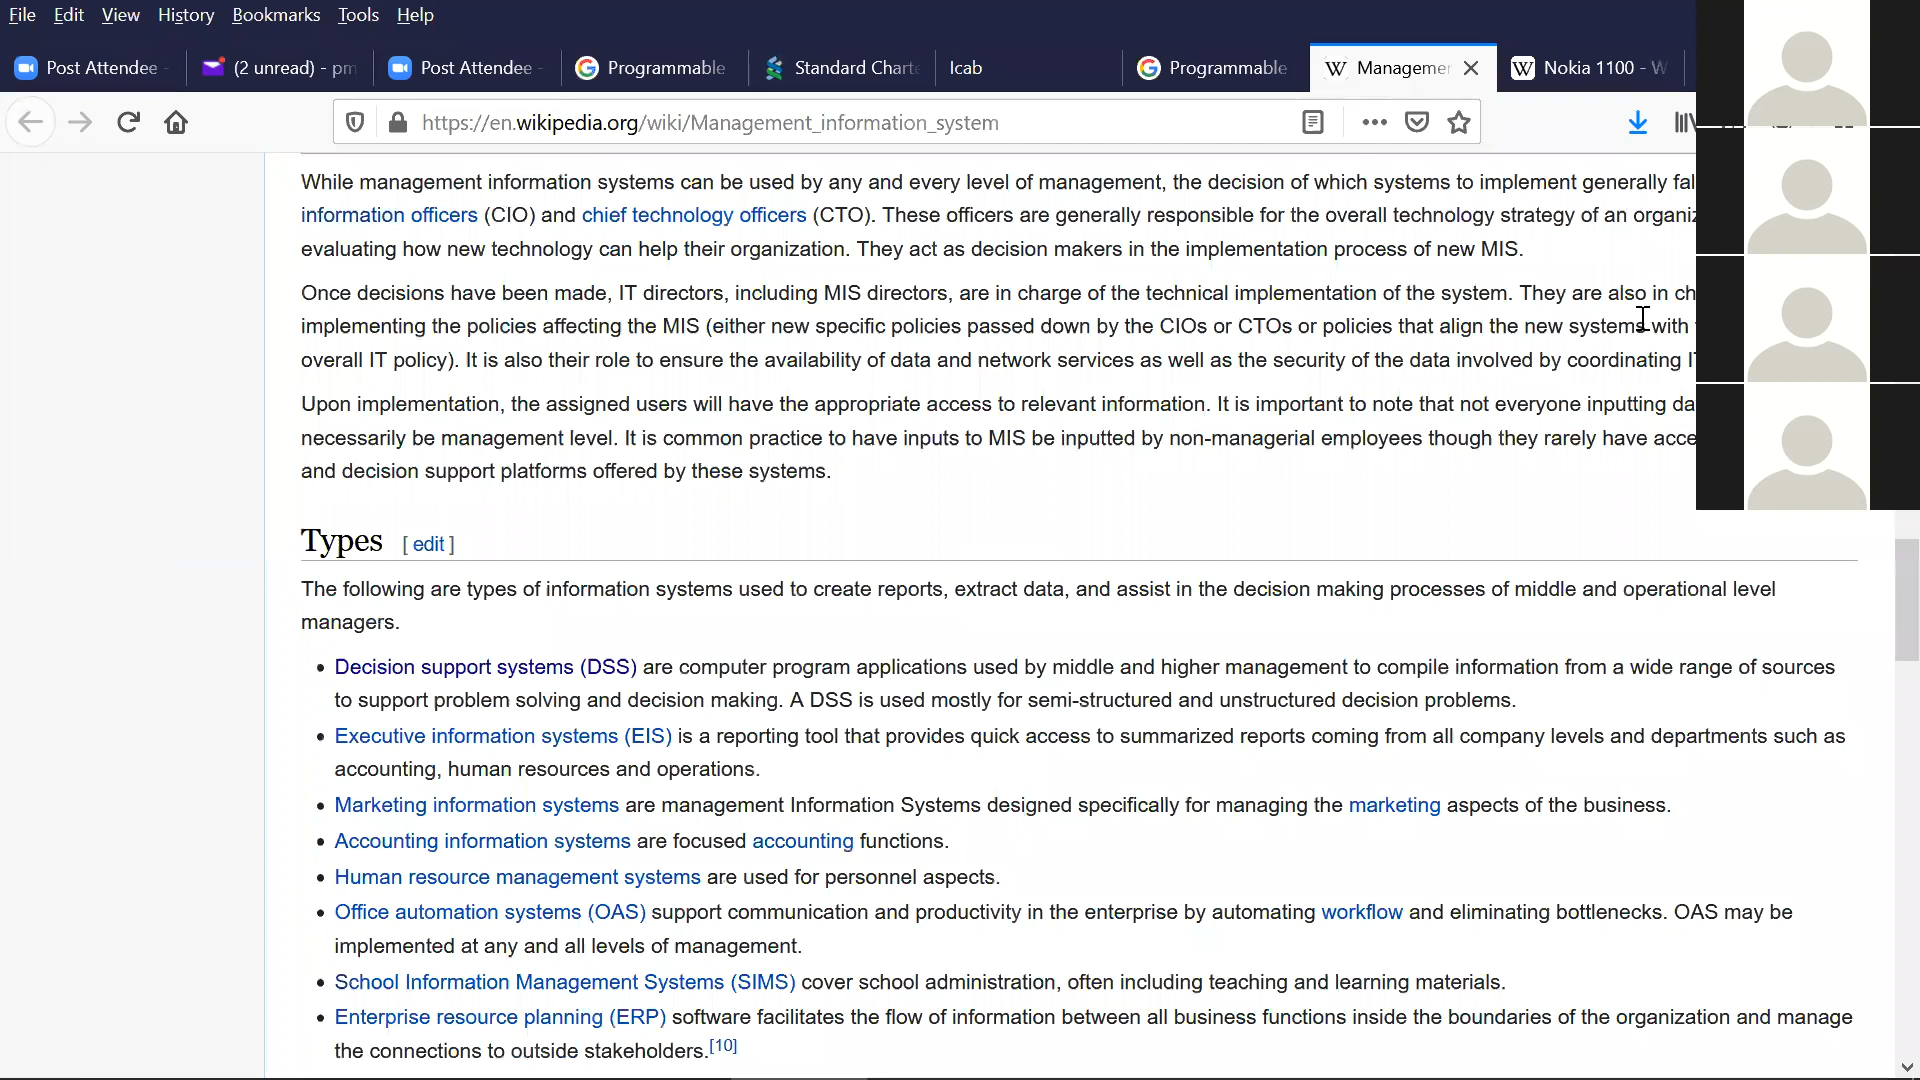 File Edit View History Bookmarks Tools Help
Post Attendee - (2 unread) - pm Post Attendee - Programmable Standard Charte Icab Programmable Managemen Nokia 1100 - W
https://en.wikipedia.org/wiki/Management_information_system
While management information systems can be used by any and every level of management, the decision of which systems to implement generally fal
information officers (CIO) and chief technology officers (CTO). These officers are generally responsible for the overall technology strategy of an organiz
evaluating how new technology can help their organization. They act as decision makers in the implementation process of new MIS.
Once decisions have been made, IT directors, including MIS directors, are in charge of the technical implementation of the system. They are also in ch
implementing the policies affecting the MIS (either new specific policies passed down by the CIOs or CTOs or policies that align the new systems with
overall IT policy). It is also their role to ensure the availability of data and network services as well as the security of the data involved by coordinating I
Upon implementation, the assigned users will have the appropriate access to relevant information. It is important to note that not everyone inputting da
necessarily be management level. It is common practice to have inputs to MIS be inputted by non-managerial employees though they rarely have acce
and decision support platforms offered by these systems.
Types [ edit ]
The following are types of information systems used to create reports, extract data, and assist in the decision making processes of middle and operational level
managers.
• Decision support systems (DSS) are computer program applications used by middle and higher management to compile information from a wide range of sources
to support problem solving and decision making. A DSS is used mostly for semi-structured and unstructured decision problems.
• Executive information systems (EIS) is a reporting tool that provides quick access to summarized reports coming from all company levels and departments such as
accounting, human resources and operations.
• Marketing information systems are management Information Systems designed specifically for managing the marketing aspects of the business.
• Accounting information systems are focused accounting functions.
• Human resource management systems are used for personnel aspects.
• Office automation systems (OAS) support communication and productivity in the enterprise by automating workflow and eliminating bottlenecks. OAS may be
implemented at any and all levels of management.
• School Information Management Systems (SIMS) cover school administration, often including teaching and learning materials.
• Enterprise resource planning (ERP) software facilitates the flow of information between all business functions inside the boundaries of the organization and manage
the connections to outside stakeholders.[10]